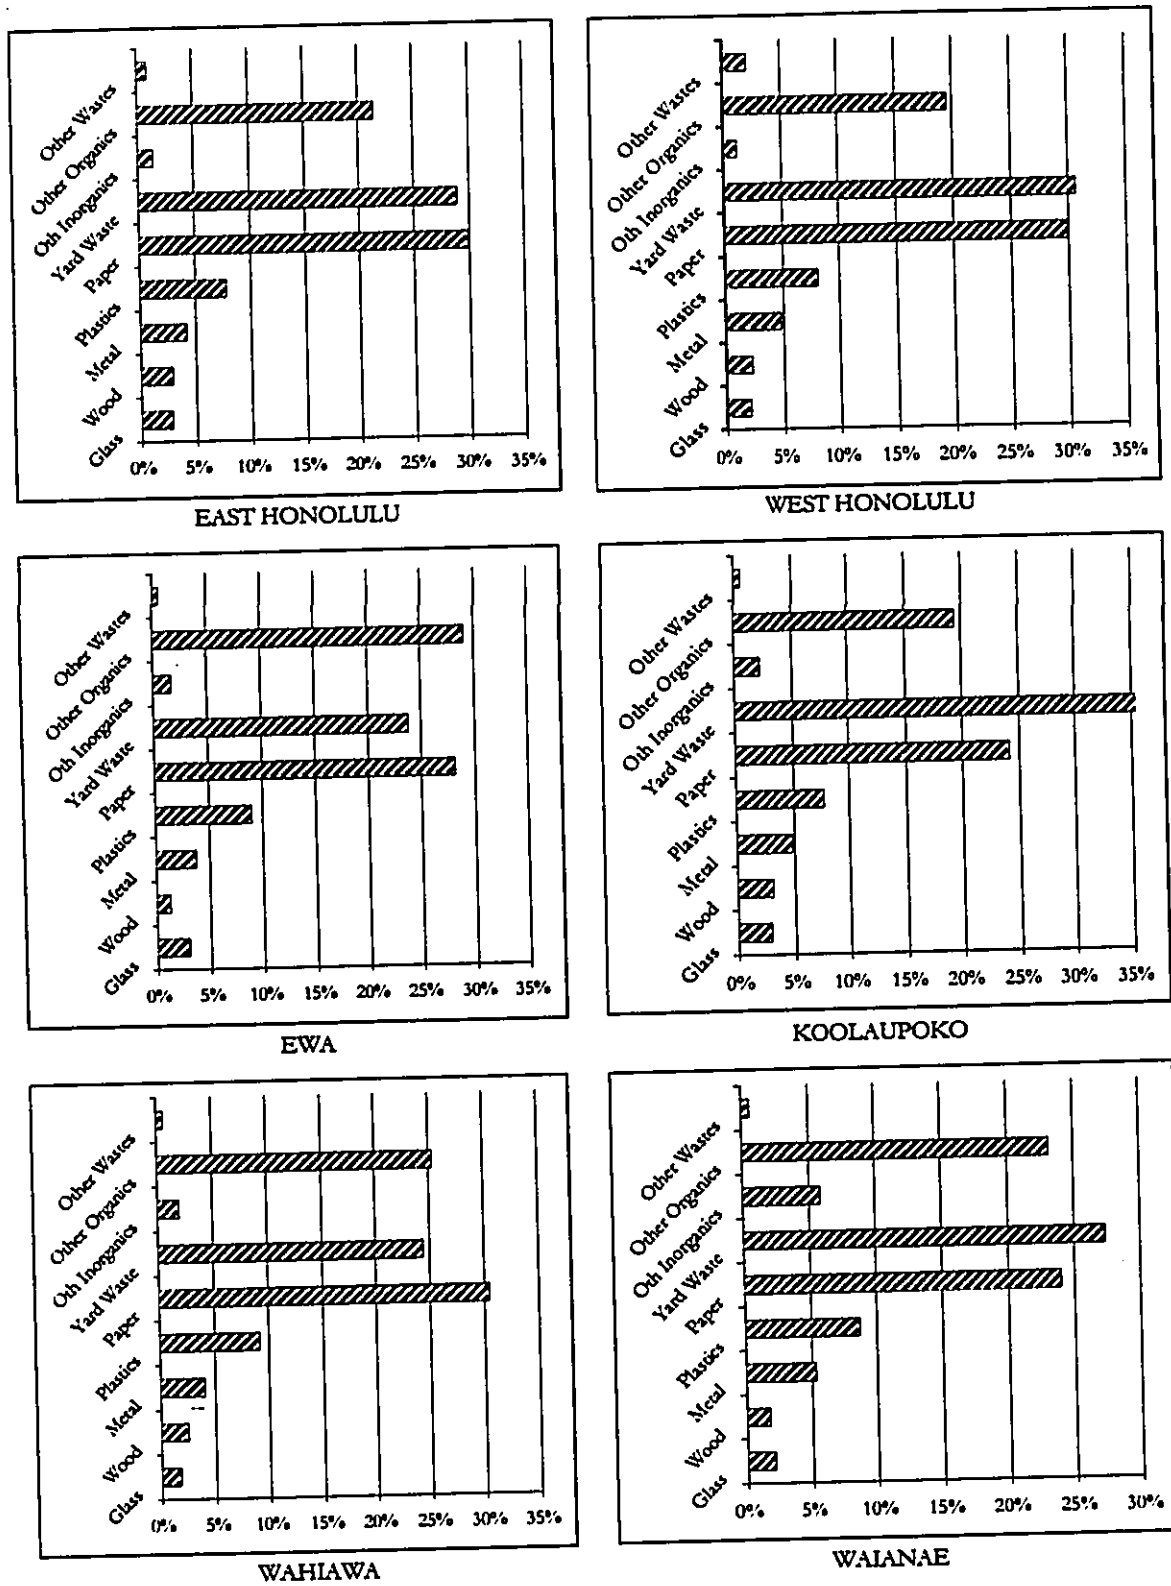 Other Wastes
Other Organics
Oth Inorganics
Yard Waste
Paper
Plastics
Metal
Wood
Glass
0% 5% 10% 15% 20% 25% 30% 35%
EAST HONOLULU
Other Wastes
Other Organics
Oth Inorganics
Yard Waste
Paper
Plastics
Metal
Wood
Glass
0% 5% 10% 15% 20% 25% 30% 35%
WEST HONOLULU
Other Wastes
Other Organics
Oth Inorganics
Yard Waste
Paper
Plastics
Metal
Wood
Glass
0% 5% 10% 15% 20% 25% 30% 35%
EWA
Other Wastes
Other Organics
Oth Inorganics
Yard Waste
Paper
Plastics
Metal
Wood
Glass
0% 5% 10% 15% 20% 25% 30% 35%
KOOLAUPOKO
Other Wastes
Other Organics
Oth Inorganics
Yard Waste
Paper
Plastics
Metal
Wood
Glass
0% 5% 10% 15% 20% 25% 30% 35%
WAHIAWA
Other Wastes
Other Organics
Oth Inorganics
Yard Waste
Paper
Plastics
Metal
Wood
Glass
0% 5% 10% 15% 20% 25% 30%
WAIANAE